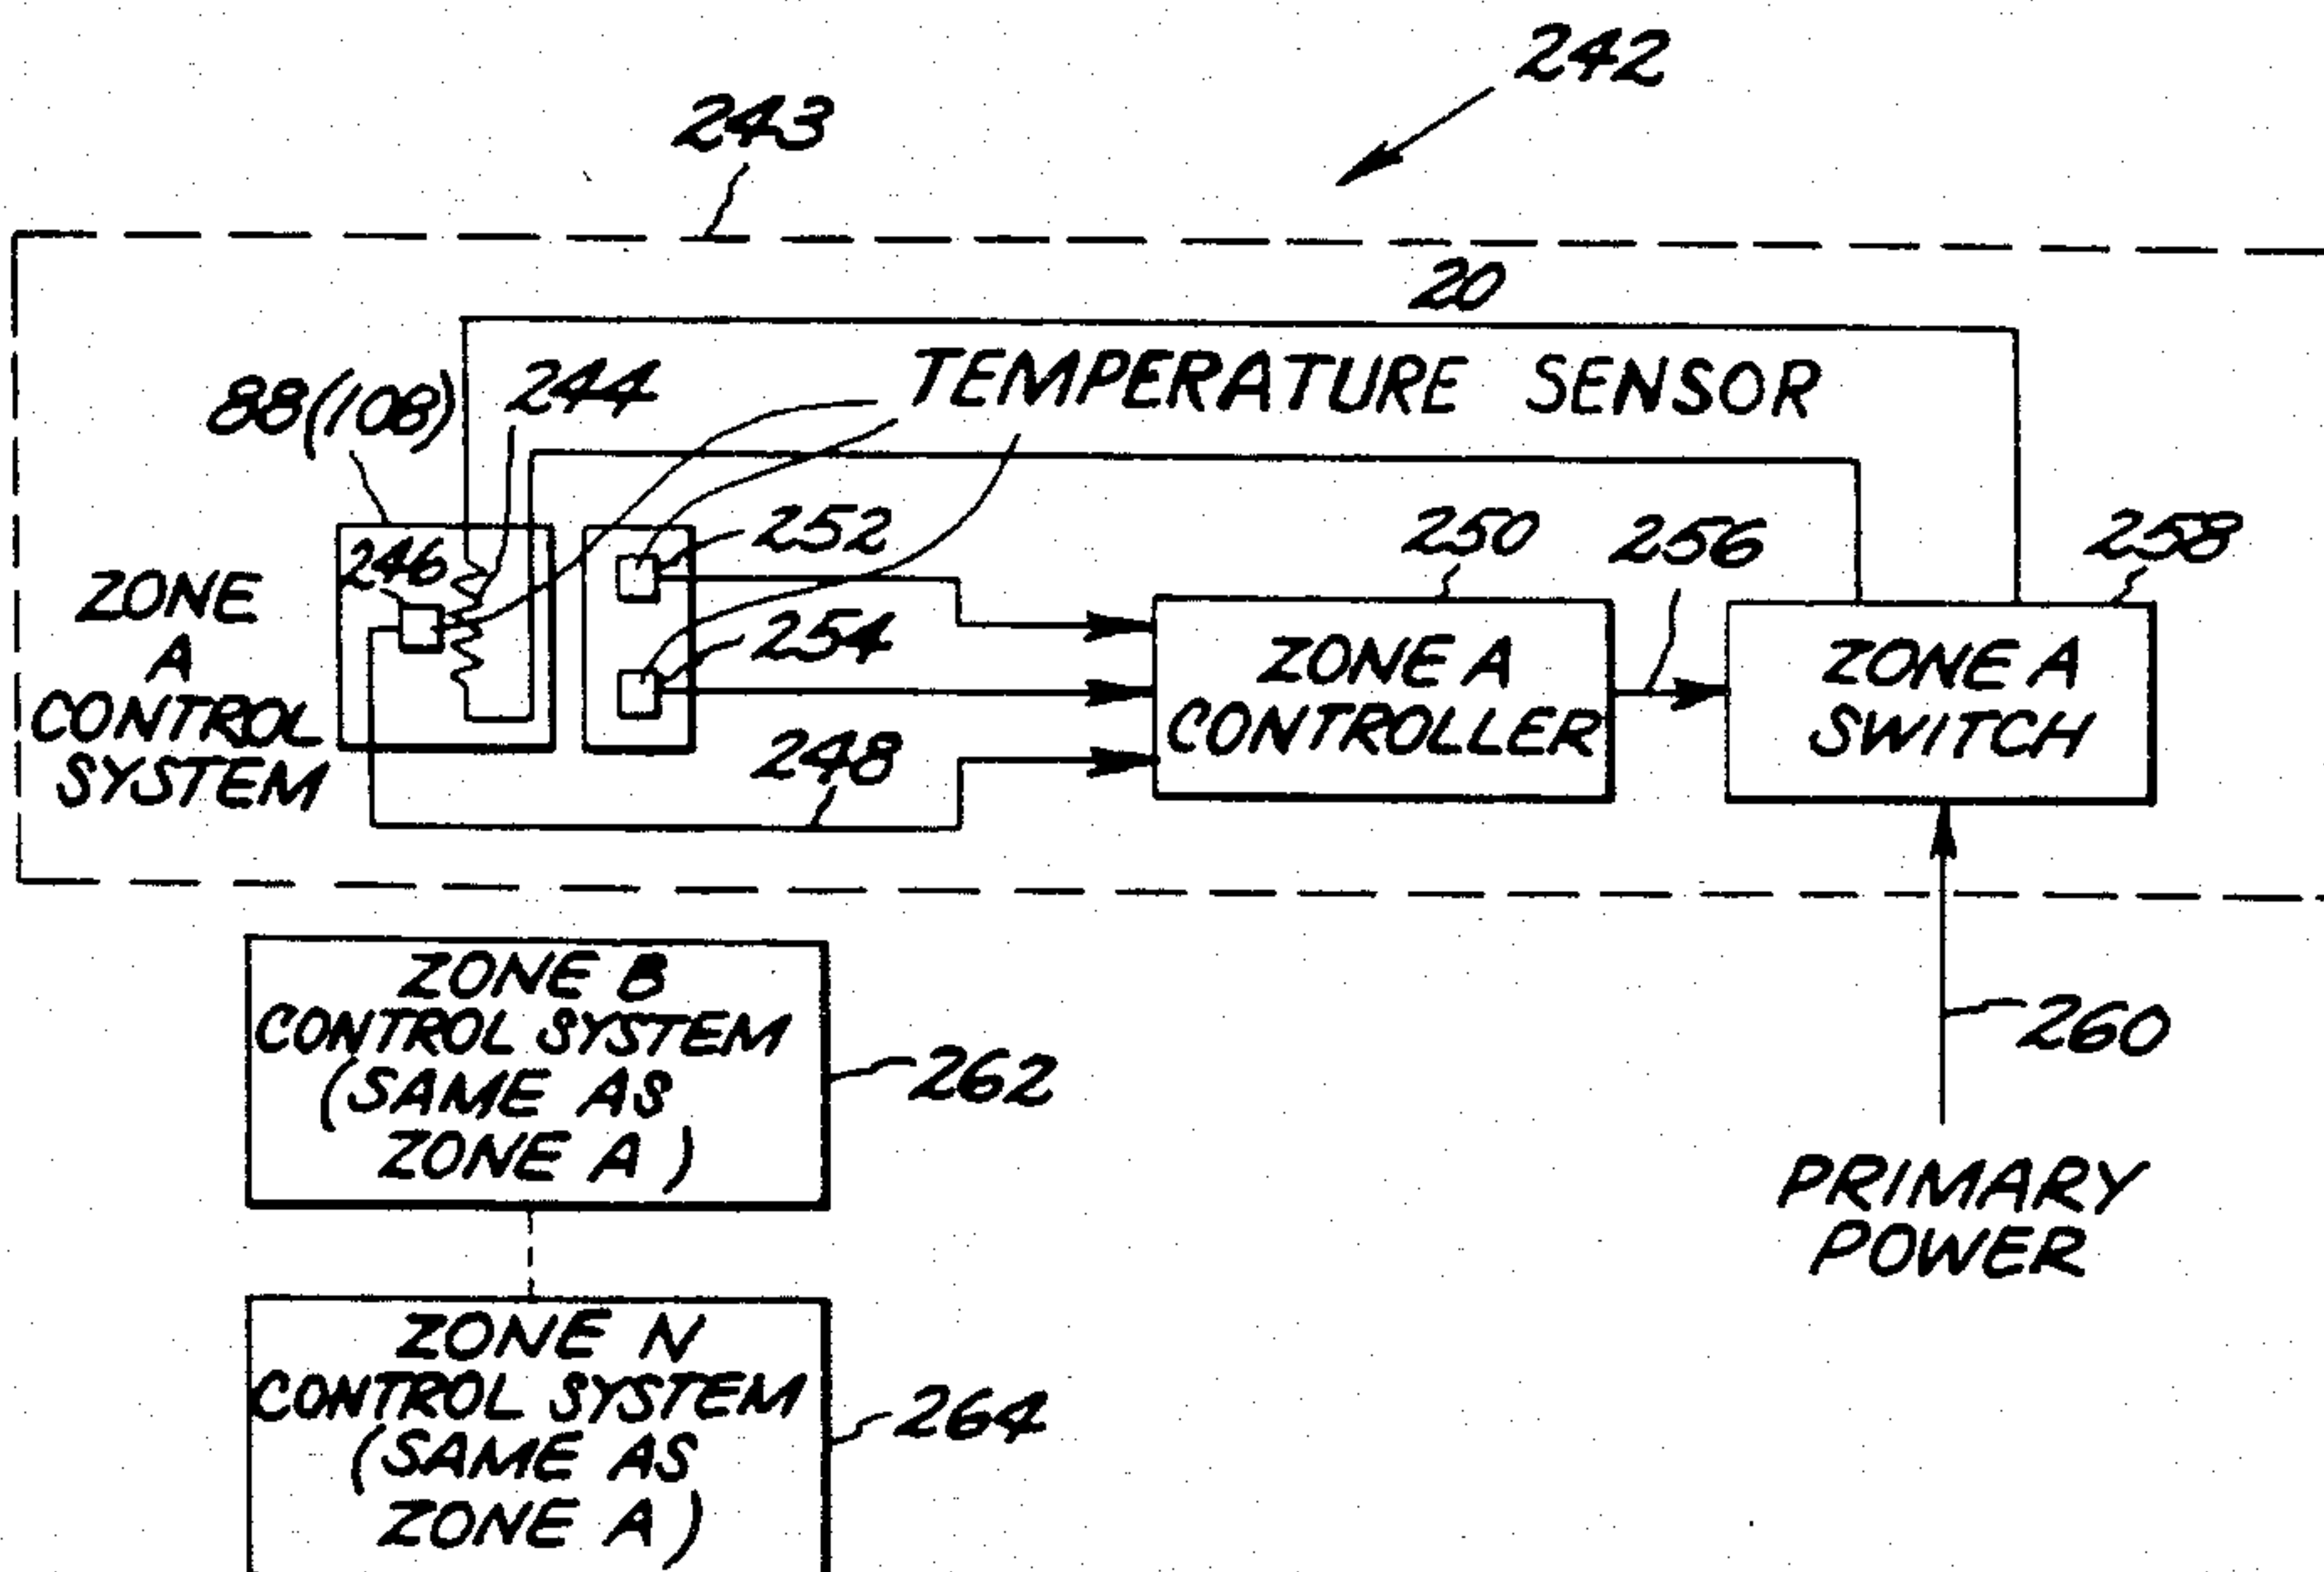 242
243
20
TEMPERATURE SENSOR
88(108)
244
252
250
256
258
246
ZONE
A
CONTROL
SYSTEM
254
248
ZONE A
CONTROLLER
ZONE A
SWITCH
ZONE B
CONTROL SYSTEM
(SAME AS
ZONE A)
262
260
PRIMARY
POWER
ZONE N
CONTROL SYSTEM
(SAME AS
ZONE A)
264